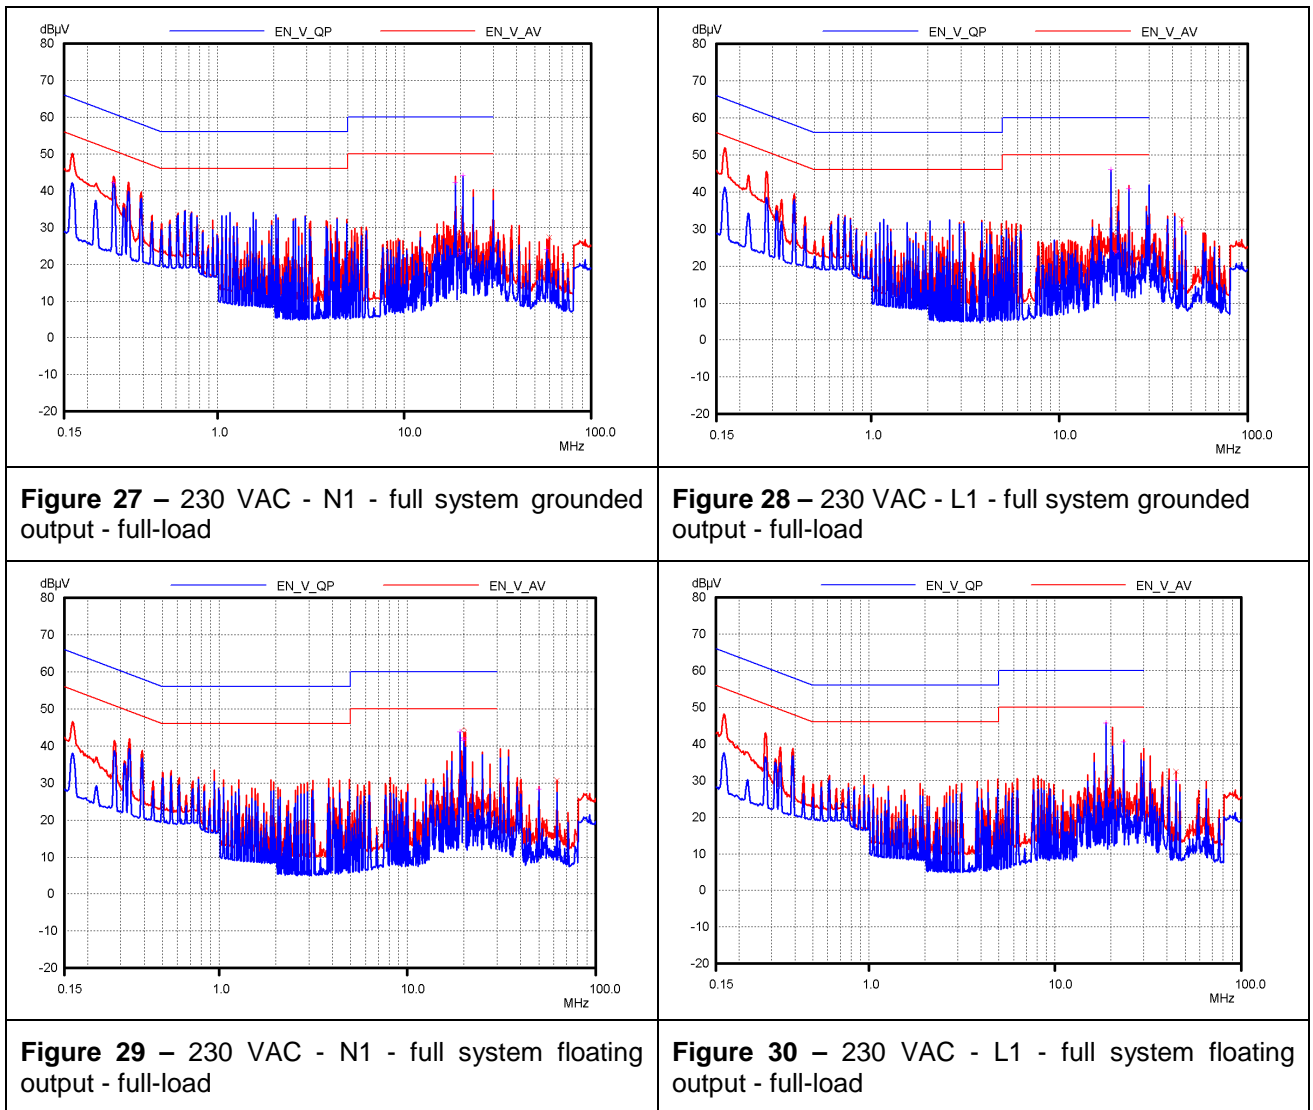 dBµV
EN_V_QP
EN_V_AV
80
70
60
50
40
30
20
10
0
-10
-20
0.15
1.0
10.0
100.0
MHz
dBµV
EN_V_QP
EN_V_AV
80
70
60
50
40
30
20
10
0
-10
-20
0.15
1.0
10.0
100.0
MHz
Figure 27 – 230 VAC - N1 - full system grounded
output - full-load
Figure 28 – 230 VAC - L1 - full system grounded
output - full-load
dBµV
EN_V_QP
EN_V_AV
80
70
60
50
40
30
20
10
0
-10
-20
0.15
1.0
10.0
100.0
MHz
dBµV
EN_V_QP
EN_V_AV
80
70
60
50
40
30
20
10
0
-10
-20
0.15
1.0
10.0
100.0
MHz
Figure 29 – 230 VAC - N1 - full system floating
output - full-load
Figure 30 – 230 VAC - L1 - full system floating
output - full-load